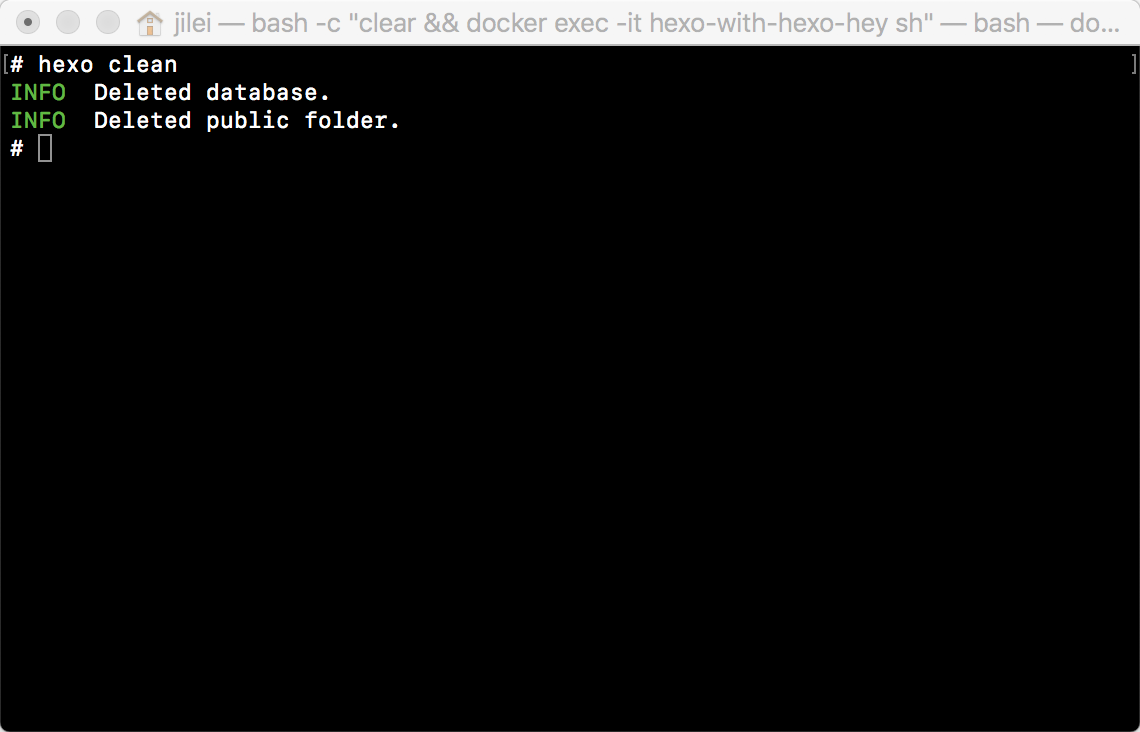 jilei — bash -c "clear && docker exec -it hexo-with-hexo-hey sh" — bash — do...
[# hexo clean ]
INFO  Deleted database.
INFO  Deleted public folder.
#